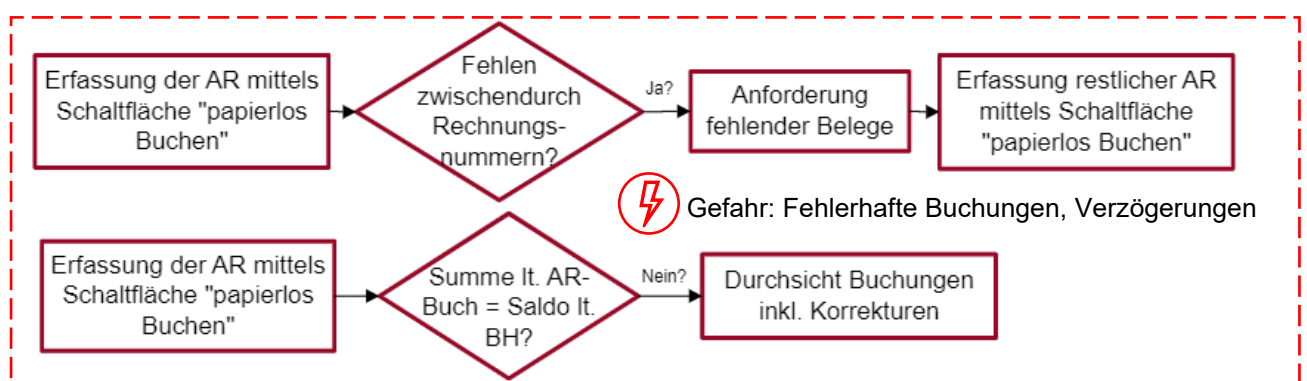 Erfassung der AR mittels
Schaltfläche "papierlos
Buchen"
Fehlen
zwischendurch
Rechnungs-
nummern?
Ja?
Anforderung
fehlender Belege
Erfassung restlicher AR
mittels Schaltfläche
"papierlos Buchen"
Gefahr: Fehlerhafte Buchungen, Verzögerungen
Erfassung der AR mittels
Schaltfläche "papierlos
Buchen"
Summe lt. AR-
Buch = Saldo lt.
BH?
Nein?
Durchsicht Buchungen
inkl. Korrekturen